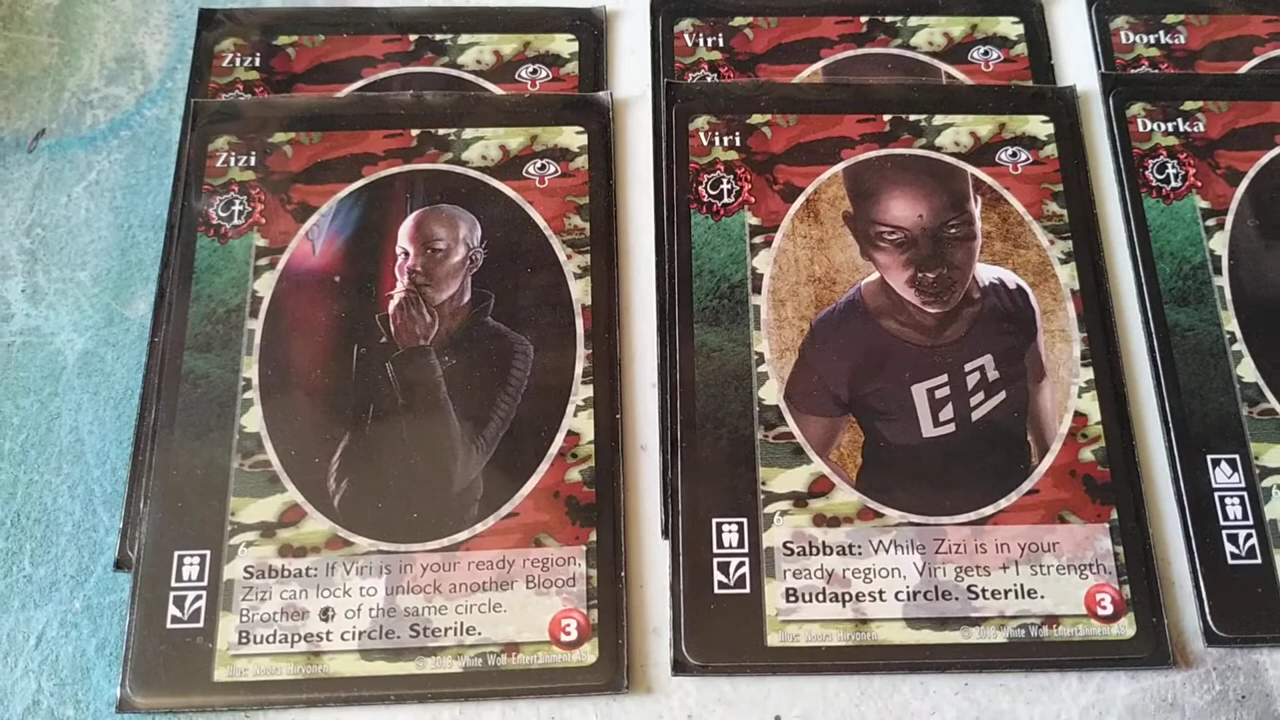 Zizi
Viri
Dorka
Zizi
6
Sabbat: If Viri is in your ready region,
Zizi can lock to unlock another Blood
Brother of the same circle.
Budapest circle. Sterile.
3
Illus: Noora Hirvonen
© 2018 White Wolf Entertainment AB
Viri
6
Sabbat: While Zizi is in your
ready region, Viri gets +1 strength.
Budapest circle. Sterile.
3
Illus: Noora Hirvonen
© 2018 White Wolf Entertainment AB
Dorka